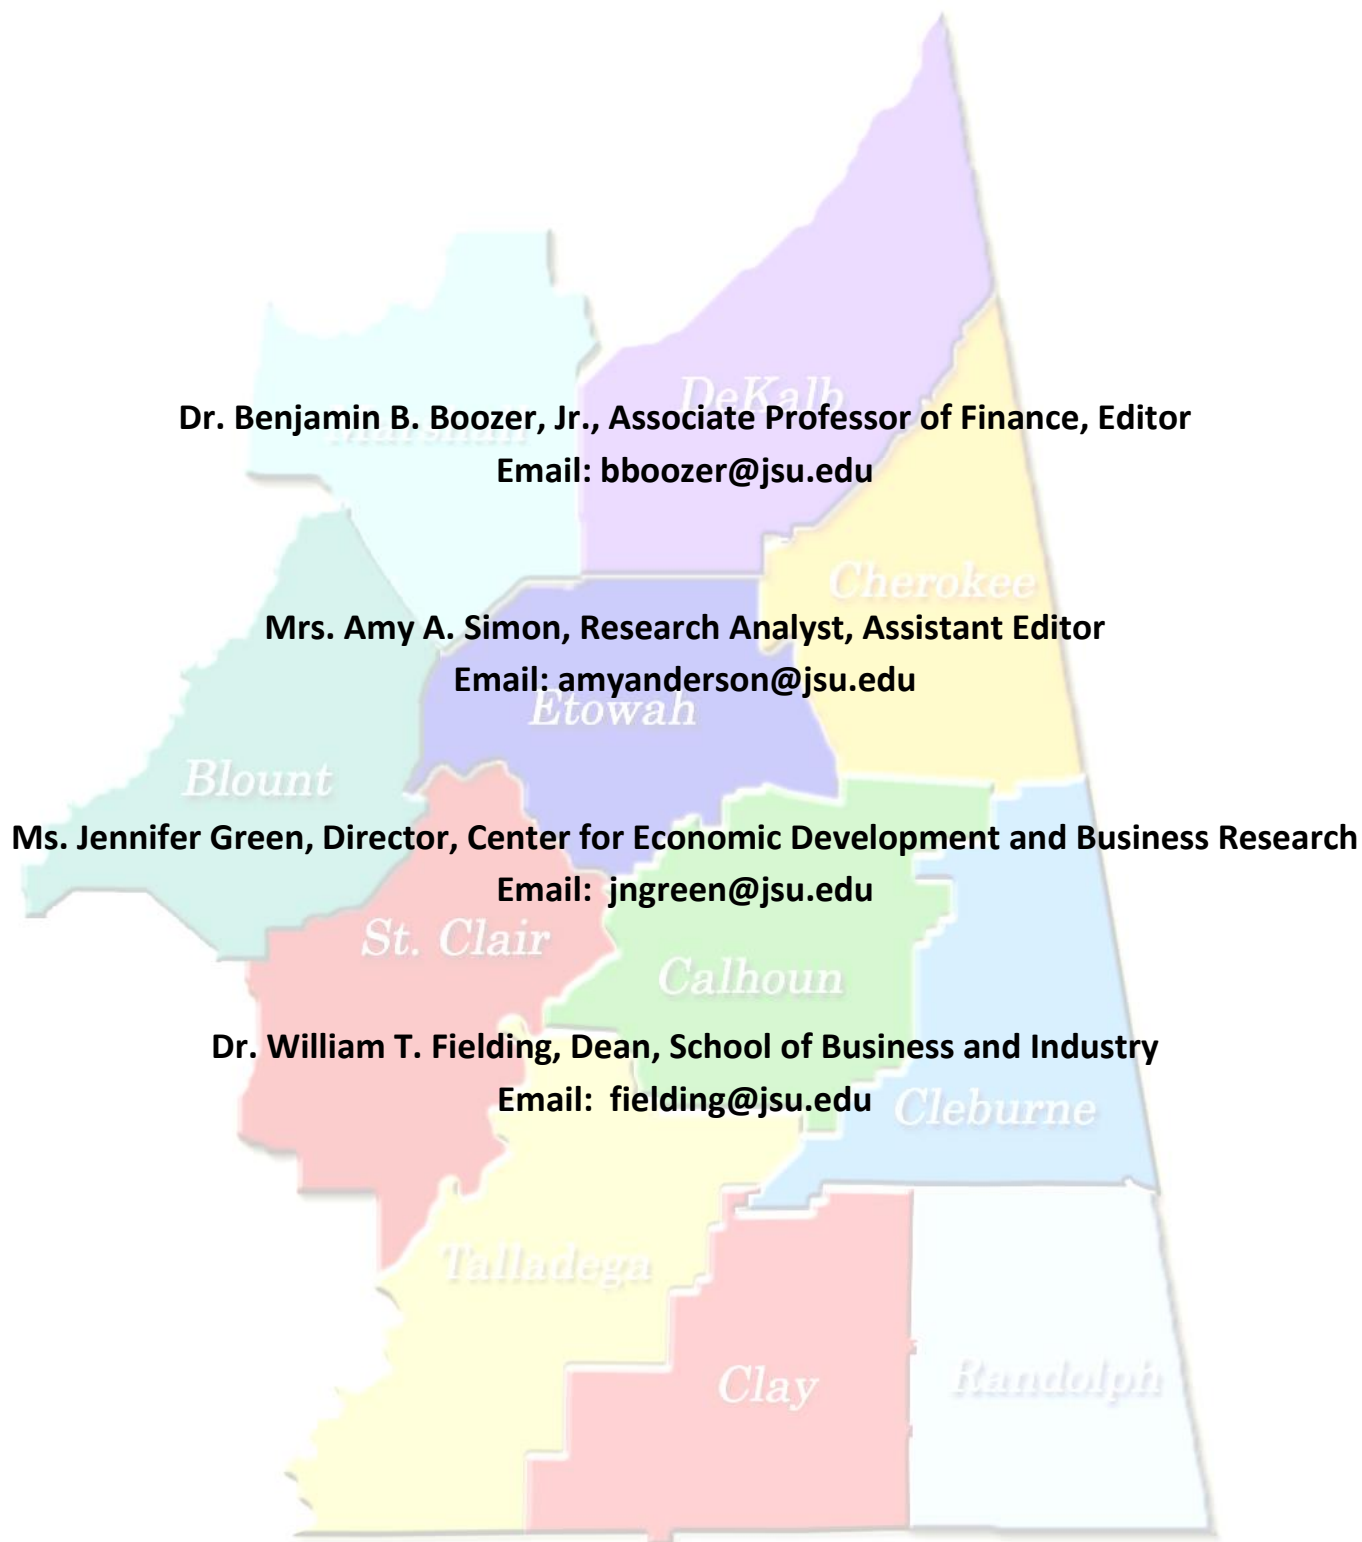 DeKalb
Marshall
Dr. Benjamin B. Boozer, Jr., Associate Professor of Finance, Editor
Email: bboozer@jsu.edu
Cherokee
Mrs. Amy A. Simon, Research Analyst, Assistant Editor
Email: amyanderson@jsu.edu
Etowah
Blount
Ms. Jennifer Green, Director, Center for Economic Development and Business Research
Email: jngreen@jsu.edu
St. Clair
Calhoun
Dr. William T. Fielding, Dean, School of Business and Industry
Email: fielding@jsu.edu
Cleburne
Talladega
Clay
Randolph